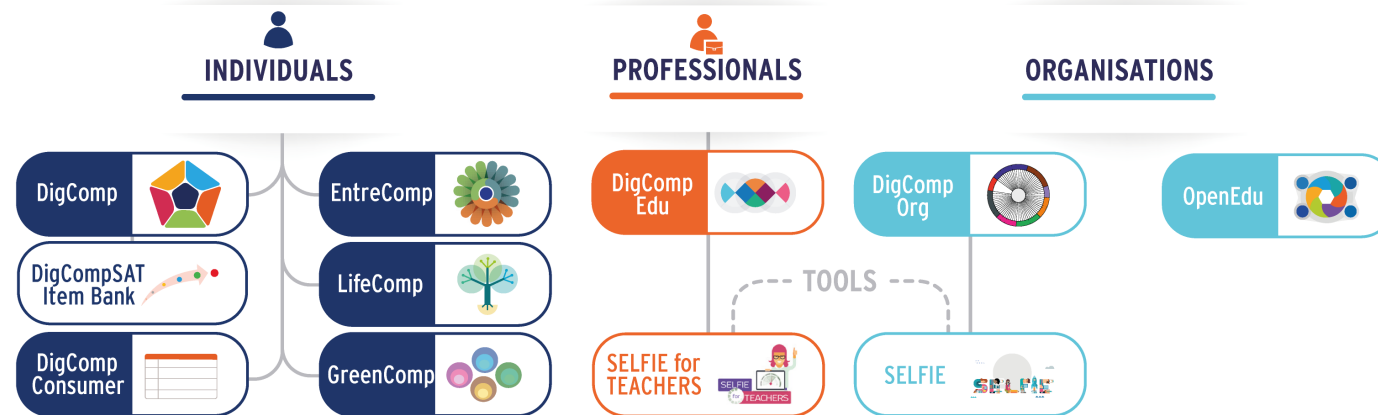 INDIVIDUALS
PROFESSIONALS
ORGANISATIONS
DigComp
EntreComp
DigComp
Edu
DigComp
Org
OpenEdu
DigCompSAT
Item Bank
LifeComp
TOOLS
DigComp
Consumer
GreenComp
SELFIE for
TEACHERS
SELFIE
for
TEACHERS
SELFIE
SELFIE